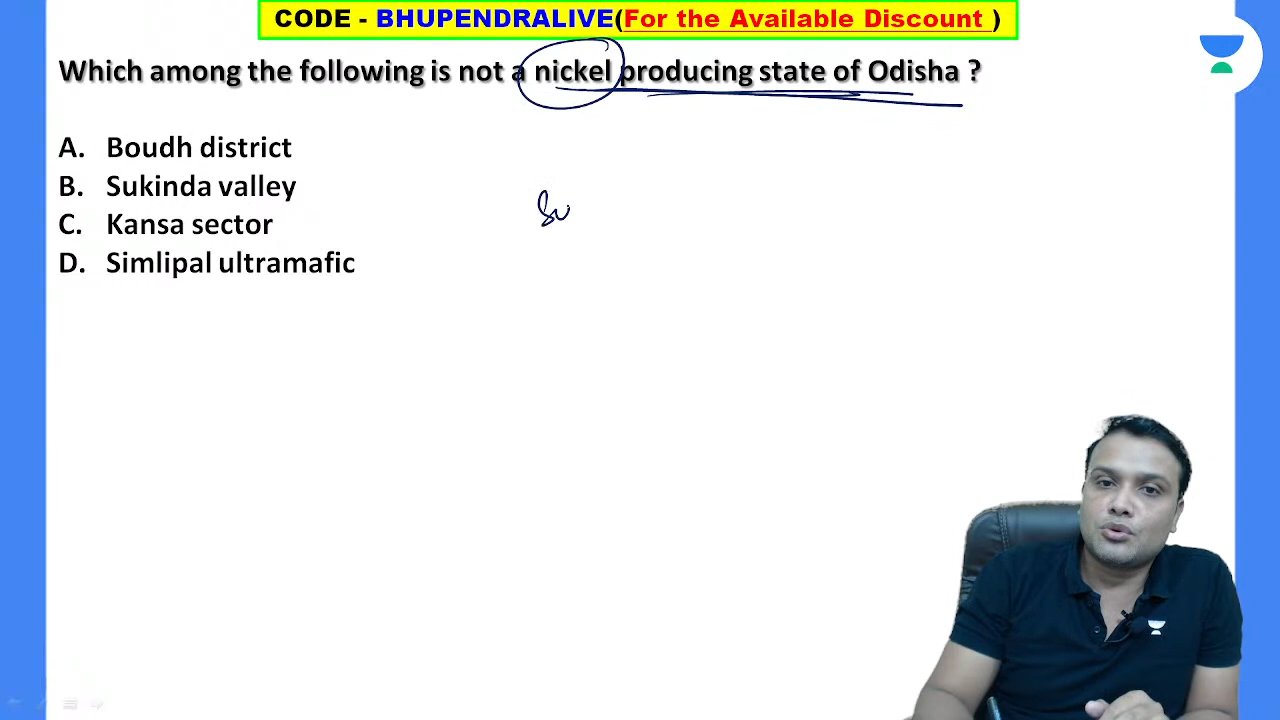 CODE - BHUPENDRALIVE(For the Available Discount )
Which among the following is not a nickel producing state of Odisha ?
A. Boudh district
B. Sukinda valley
C. Kansa sector
D. Simlipal ultramafic
Su